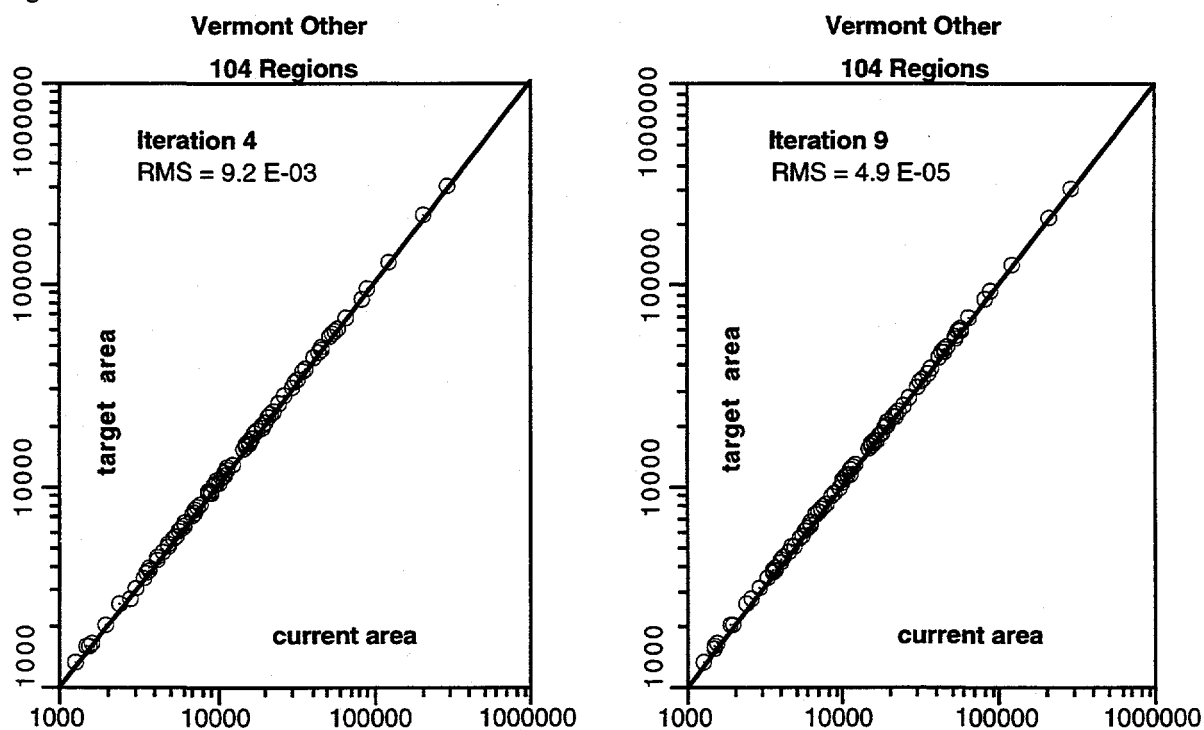 Vermont Other
104 Regions
Iteration 4
RMS = 9.2 E-03
1000000
100000
10000
1000
target area
current area
1000 10000 100000 1000000
Vermont Other
104 Regions
Iteration 9
RMS = 4.9 E-05
1000000
100000
10000
1000
target area
current area
1000 10000 100000 1000000